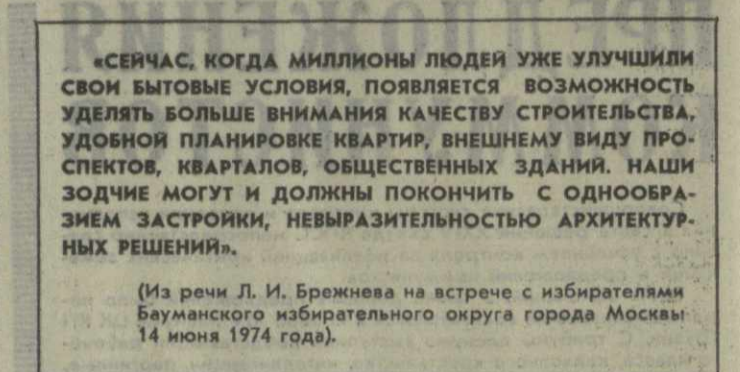 «СЕЙЧАС, КОГДА МИЛЛИОНЫ ЛЮДЕЙ УЖЕ УЛУЧШИЛИ
СВОИ БЫТОВЫЕ УСЛОВИЯ, ПОЯВЛЯЕТСЯ ВОЗМОЖНОСТЬ
УДЕЛЯТЬ БОЛЬШЕ ВНИМАНИЯ КАЧЕСТВУ СТРОИТЕЛЬСТВА,
УДОБНОЙ ПЛАНИРОВКЕ КВАРТИР, ВНЕШНЕМУ ВИДУ ПРО-
СПЕКТОВ, КВАРТАЛОВ, ОБЩЕСТВЕННЫХ ЗДАНИЙ. НАШИ
ЗОДЧИЕ МОГУТ И ДОЛЖНЫ ПОКОНЧИТЬ С ОДНООБРА-
ЗИЕМ ЗАСТРОЙКИ, НЕВЫРАЗИТЕЛЬНОСТЬЮ АРХИТЕКТУР-
НЫХ РЕШЕНИЙ».
(Из речи Л. И. Брежнева на встрече с избирателями
Бауманского избирательного округа города Москвы
14 июня 1974 года).